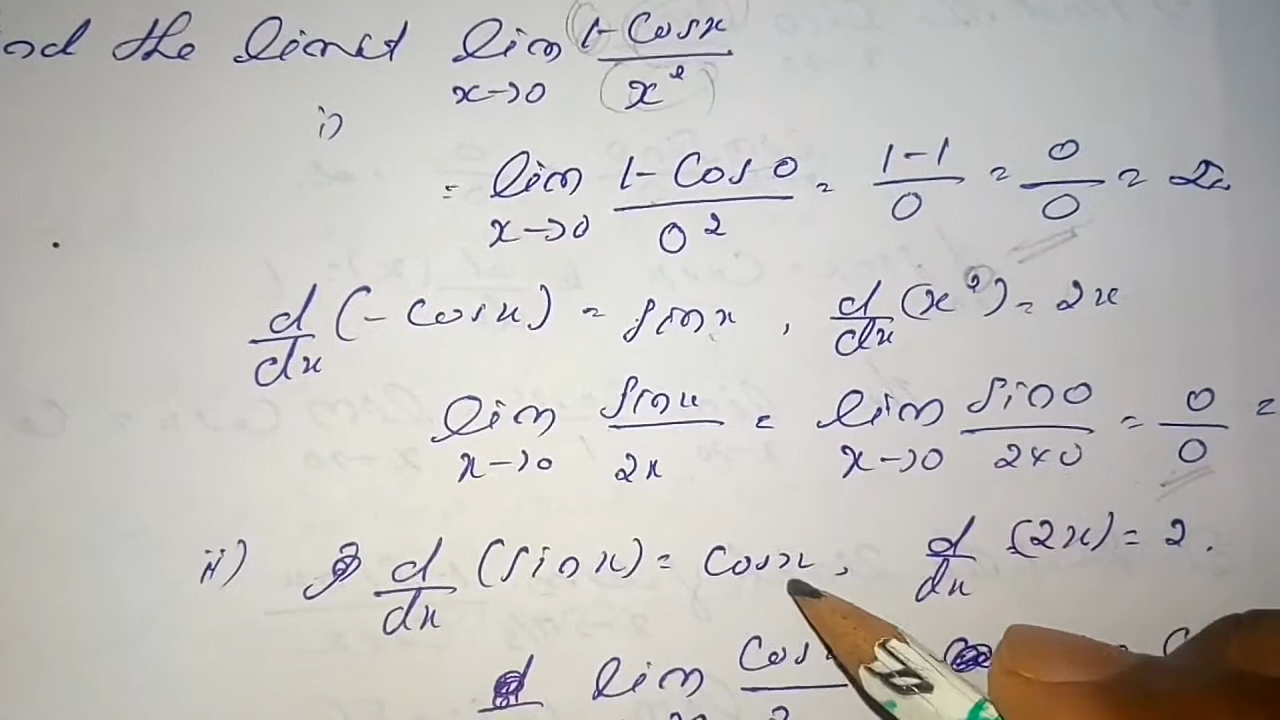 the limit lim x→0 1-Cosx / x²
i)
= lim x→0 1-Cos0 / 0² = 1-1 / 0 = 0 / 0 =
d/dx (-Cosx) = sinx, d/dx (x²) = 2x
lim x→0 sinx / 2x = lim x→0 sin0 / 2×0 = 0 / 0 =
ii) d/dx (sinx) = Cosx, d/dx (2x) = 2.
lim Cos